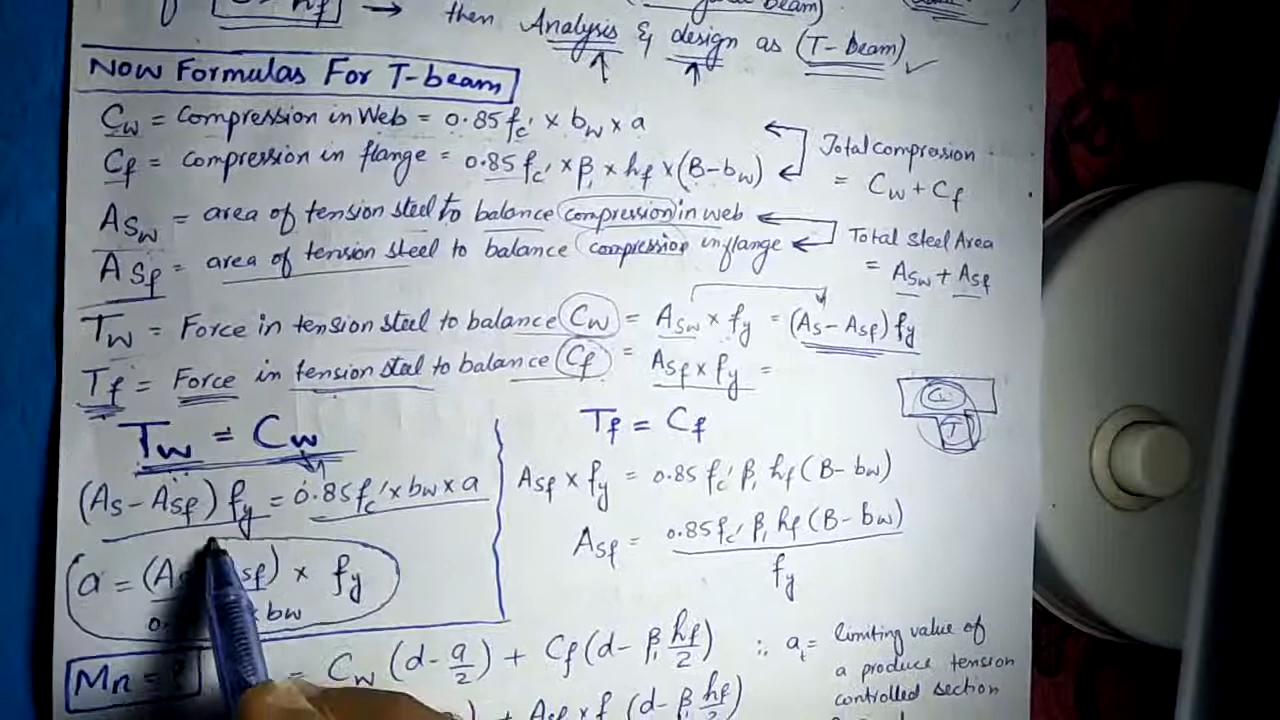 then Analysis & design as (T-beam) ✓
Now Formulas For T-beam
Cw = compression in Web = 0.85 fc' × bw × a
Cf = compression in flange = 0.85 fc' × β1 × hf × (B-bw)
Total compression = Cw + Cf
Asw = area of tension steel to balance compression in web
Asf = area of tension steel to balance compression in flange
Total Steel Area = Asw + Asf
Tw = Force in tension steel to balance Cw = Asw × fy = (As - Asf) fy
Tf = Force in tension steel to balance Cf = Asf × fy =
Tw = Cw
(As - Asf) fy = 0.85 fc' × bw × a
a = × fy
bw
Tf = Cf
Asf × fy = 0.85 fc' β1 hf (B - bw)
Asf = 0.85 fc' β1 hf (B - bw)
fy
Mn = = Cw (d - a/2) + Cf (d - β1 hf/2)
+ Asf × f (d - β1 hf/2)
∴ at = limiting value of
a produce tension
controlled section